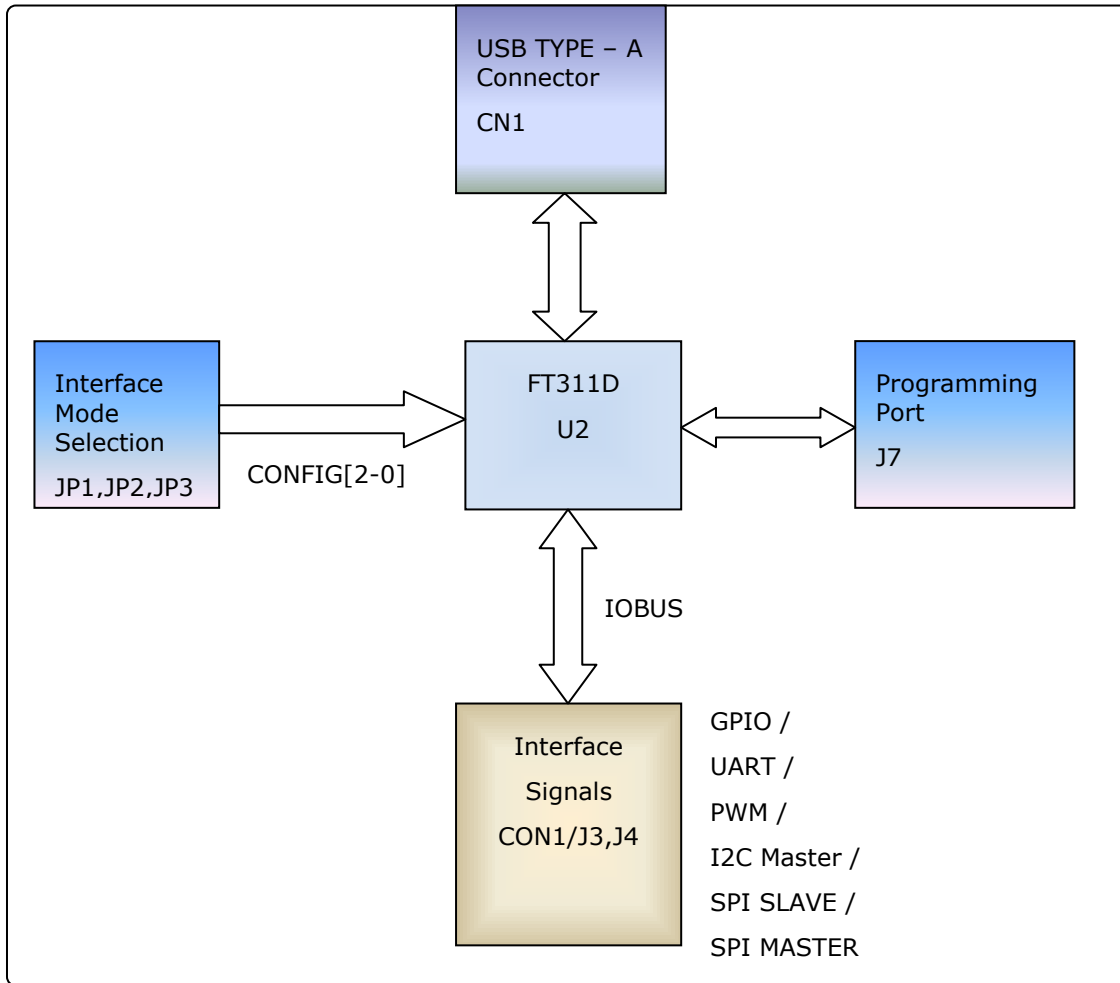 USB TYPE – A
Connector
CN1
Interface
Mode
Selection
JP1,JP2,JP3
CONFIG[2-0]
FT311D
U2
Programming
Port
J7
IOBUS
Interface
Signals
CON1/J3,J4
GPIO /
UART /
PWM /
I2C Master /
SPI SLAVE /
SPI MASTER